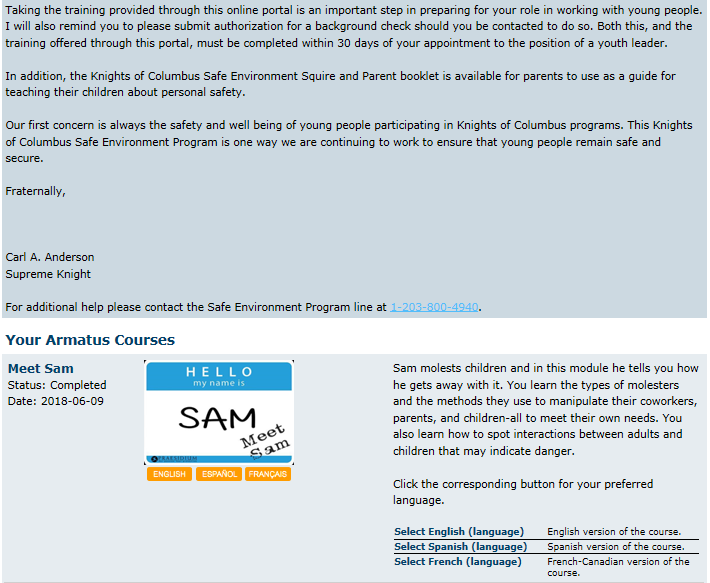 Taking the training provided through this online portal is an important step in preparing for your role in working with young people.
I will also remind you to please submit authorization for a background check should you be contacted to do so. Both this, and the
training offered through this portal, must be completed within 30 days of your appointment to the position of a youth leader.
In addition, the Knights of Columbus Safe Environment Squire and Parent booklet is available for parents to use as a guide for
teaching their children about personal safety.
Our first concern is always the safety and well being of young people participating in Knights of Columbus programs. This Knights
of Columbus Safe Environment Program is one way we are continuing to work to ensure that young people remain safe and
secure.
Fraternally,
Carl A. Anderson
Supreme Knight
For additional help please contact the Safe Environment Program line at 1-203-800-4940.
Your Armatus Courses
Meet Sam
Status: Completed
Date: 2018-06-09
HELLO
my name is
SAM
Meet
Sam
ENGLISH ESPAÑOL FRANÇAIS
Sam molests children and in this module he tells you how
he gets away with it. You learn the types of molesters
and the methods they use to manipulate their coworkers,
parents, and children-all to meet their own needs. You
also learn how to spot interactions between adults and
children that may indicate danger.
Click the corresponding button for your preferred
language.
Select English (language) English version of the course.
Select Spanish (language) Spanish version of the course.
Select French (language) French-Canadian version of the
course.